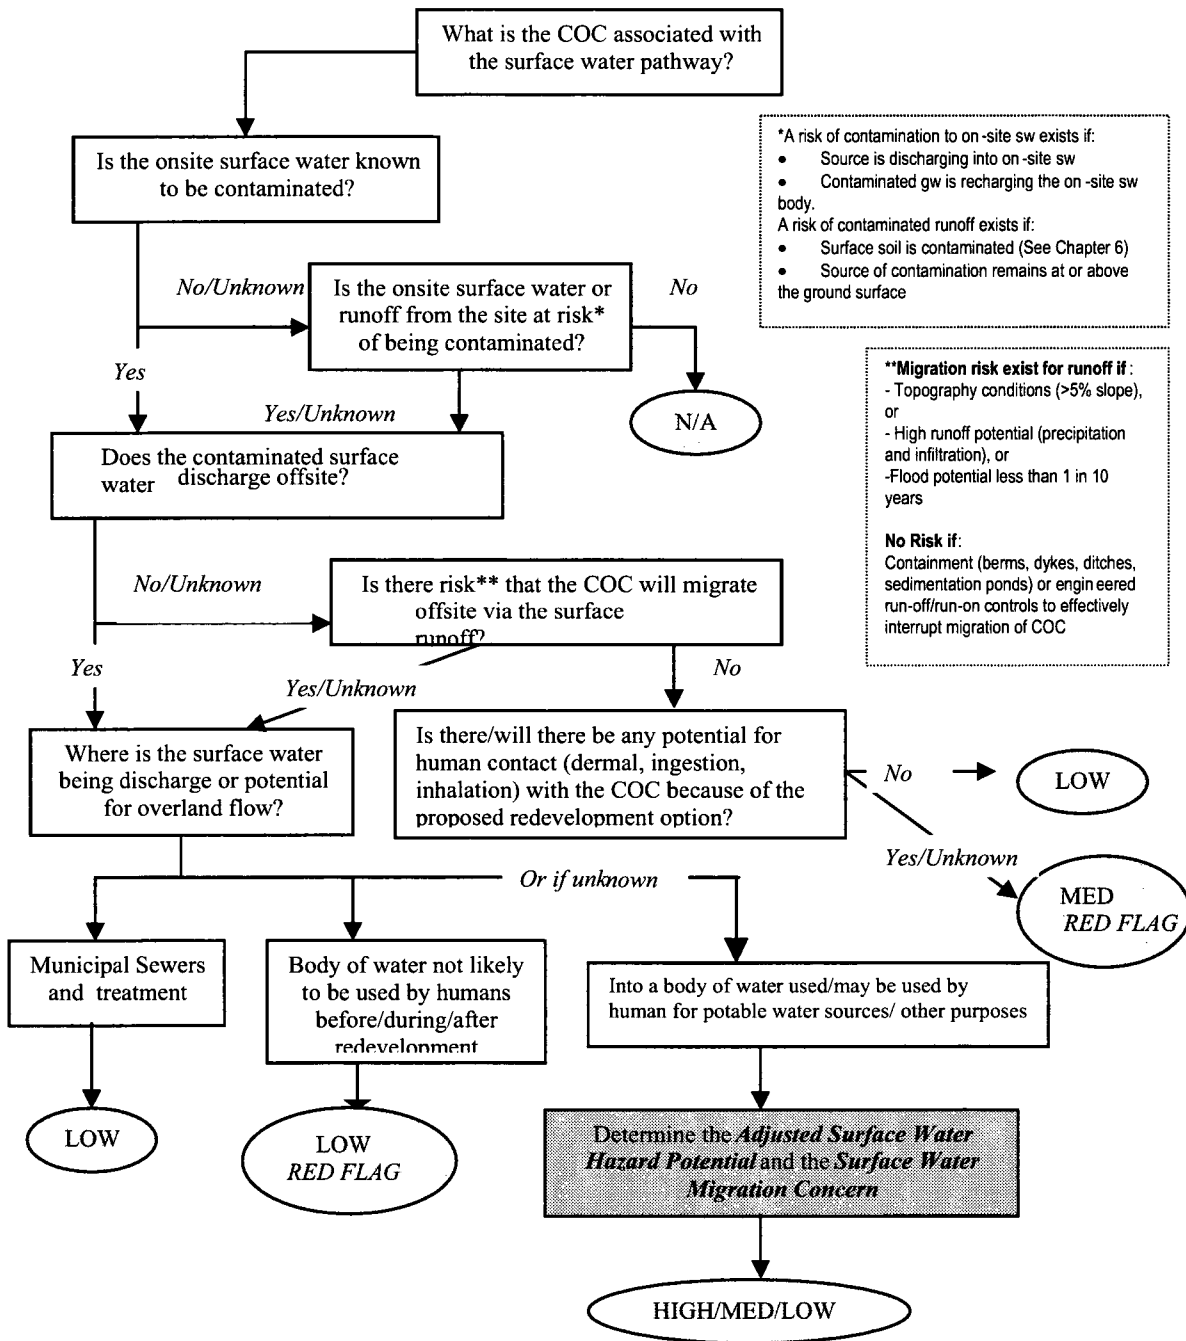 What is the COC associated with
the surface water pathway?
Is the onsite surface water known
to be contaminated?
*A risk of contamination to on -site sw exists if:
● Source is discharging into on -site sw
● Contaminated gw is recharging the on -site sw
body.
A risk of contaminated runoff exists if:
● Surface soil is contaminated (See Chapter 6)
● Source of contamination remains at or above
the ground surface
No/Unknown
Is the onsite surface water or
runoff from the site at risk*
of being contaminated?
No
Yes
Yes/Unknown
N/A
**Migration risk exist for runoff if :
- Topography conditions (>5% slope),
or
- High runoff potential (precipitation
and infiltration), or
-Flood potential less than 1 in 10
years
No Risk if:
Containment (berms, dykes, ditches,
sedimentation ponds) or engin eered
run-off/run-on controls to effectively
interrupt migration of COC
Does the contaminated surface
water discharge offsite?
No/Unknown
Is there risk** that the COC will migrate
offsite via the surface
runoff?
Yes
Yes/Unknown
No
Where is the surface water
being discharge or potential
for overland flow?
Is there/will there be any potential for
human contact (dermal, ingestion,
inhalation) with the COC because of the
proposed redevelopment option?
No
LOW
Yes/Unknown
MED
RED FLAG
Or if unknown
Municipal Sewers
and treatment
Body of water not likely
to be used by humans
before/during/after
redevelopment
Into a body of water used/may be used by
human for potable water sources/ other purposes
LOW
LOW
RED FLAG
Determine the Adjusted Surface Water
Hazard Potential and the Surface Water
Migration Concern
HIGH/MED/LOW